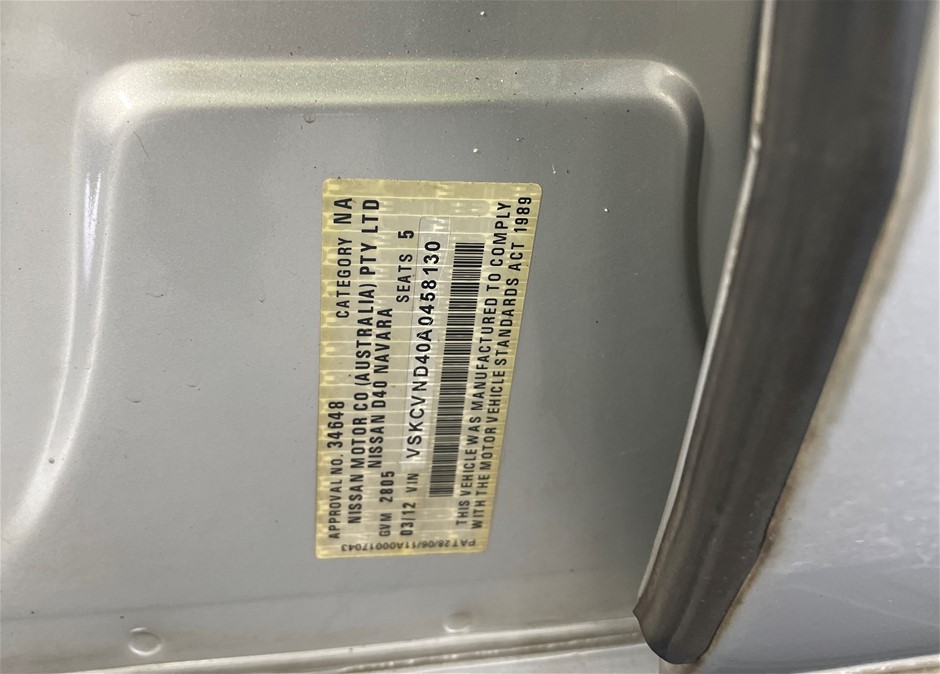 APPROVAL NO. 34648 CATEGORY NA
NISSAN MOTOR CO (AUSTRALIA) PTY LTD
NISSAN D40 NAVARA
GVM 2805 SEATS 5
03/12 VIN VSKCVND40A0458130
THIS VEHICLE WAS MANUFACTURED TO COMPLY
WITH THE MOTOR VEHICLE STANDARDS ACT 1989
PAT28/06/11A00017043